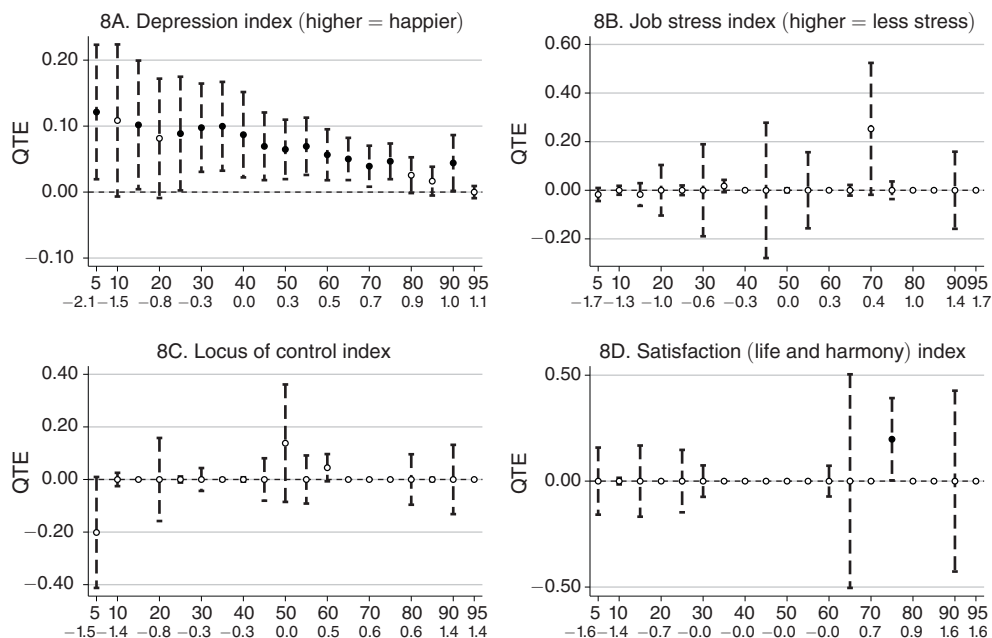 8A. Depression index (higher = happier)
QTE
0.20
0.10
0.00
−0.10
5 10 20 30 40 50 60 70 80 90 95
−2.1 −1.5 −0.8 −0.3 0.0 0.3 0.5 0.7 0.9 1.0 1.1
8B. Job stress index (higher = less stress)
QTE
0.60
0.40
0.20
0.00
−0.20
5 10 20 30 40 50 60 70 80 90 95
−1.7 −1.3 −1.0 −0.6 −0.3 0.0 0.3 0.4 1.0 1.4 1.7
8C. Locus of control index
QTE
0.40
0.20
0.00
−0.20
−0.40
5 10 20 30 40 50 60 70 80 90 95
−1.5 −1.4 −0.8 −0.3 −0.3 0.0 0.5 0.6 0.6 1.4 1.4
8D. Satisfaction (life and harmony) index
QTE
0.50
0.00
−0.50
5 10 20 30 40 50 60 70 80 90 95
−1.6 −1.4 −0.7 −0.0 −0.0 −0.0 −0.0 0.7 0.9 1.6 1.6